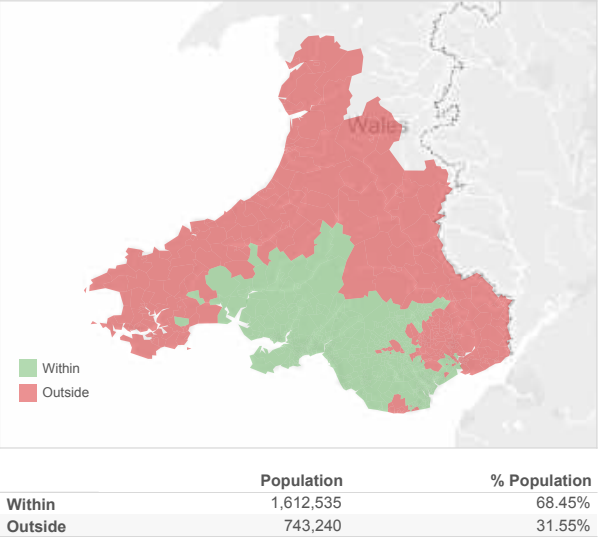 Wales
Within
Outside
Population % Population
Within 1,612,535 68.45%
Outside 743,240 31.55%